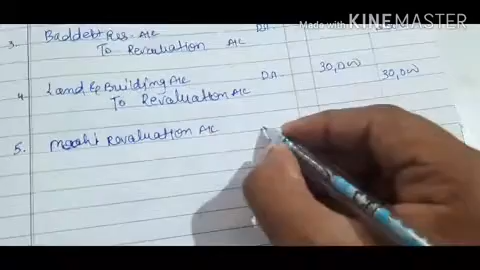 Made with KINEMASTER
3. Baddebt Res. A/c Dr.
To Revaluation A/c
4. Land & Building A/c Dr. 30,000
To Revaluation A/c 30,000
5. Revaluation A/c